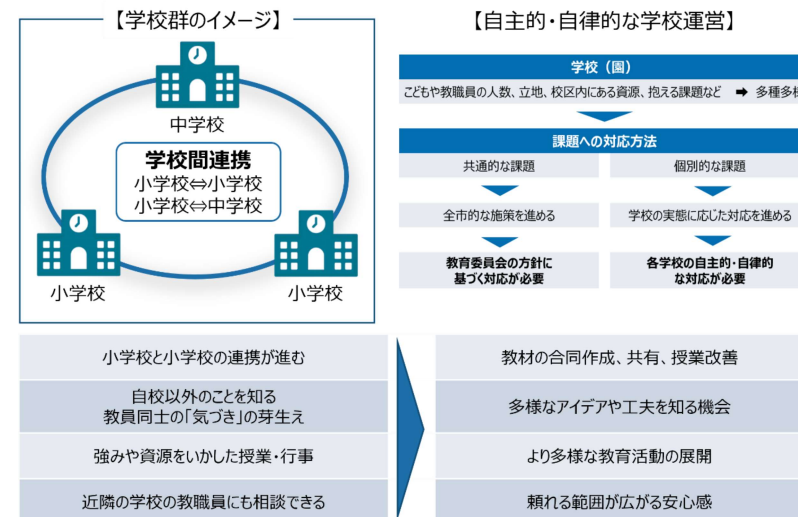 【学校群のイメージ】
中学校
学校間連携
小学校⇔小学校
小学校⇔中学校
小学校
小学校
【自主的・自律的な学校運営】
学校（園）
こどもや教職員の人数、立地、校区内にある資源、抱える課題など ➡ 多種多
課題への対応方法
共通的な課題
個別的な課題
全市的な施策を進める
学校の実態に応じた対応を進める
教育委員会の方針に
基づく対応が必要
各学校の自主的・自律的
な対応が必要
小学校と小学校の連携が進む
教材の合同作成、共有、授業改善
自校以外のことを知る
教員同士の「気づき」の芽生え
多様なアイデアや工夫を知る機会
強みや資源をいかした授業・行事
より多様な教育活動の展開
近隣の学校の教職員にも相談できる
頼れる範囲が広がる安心感